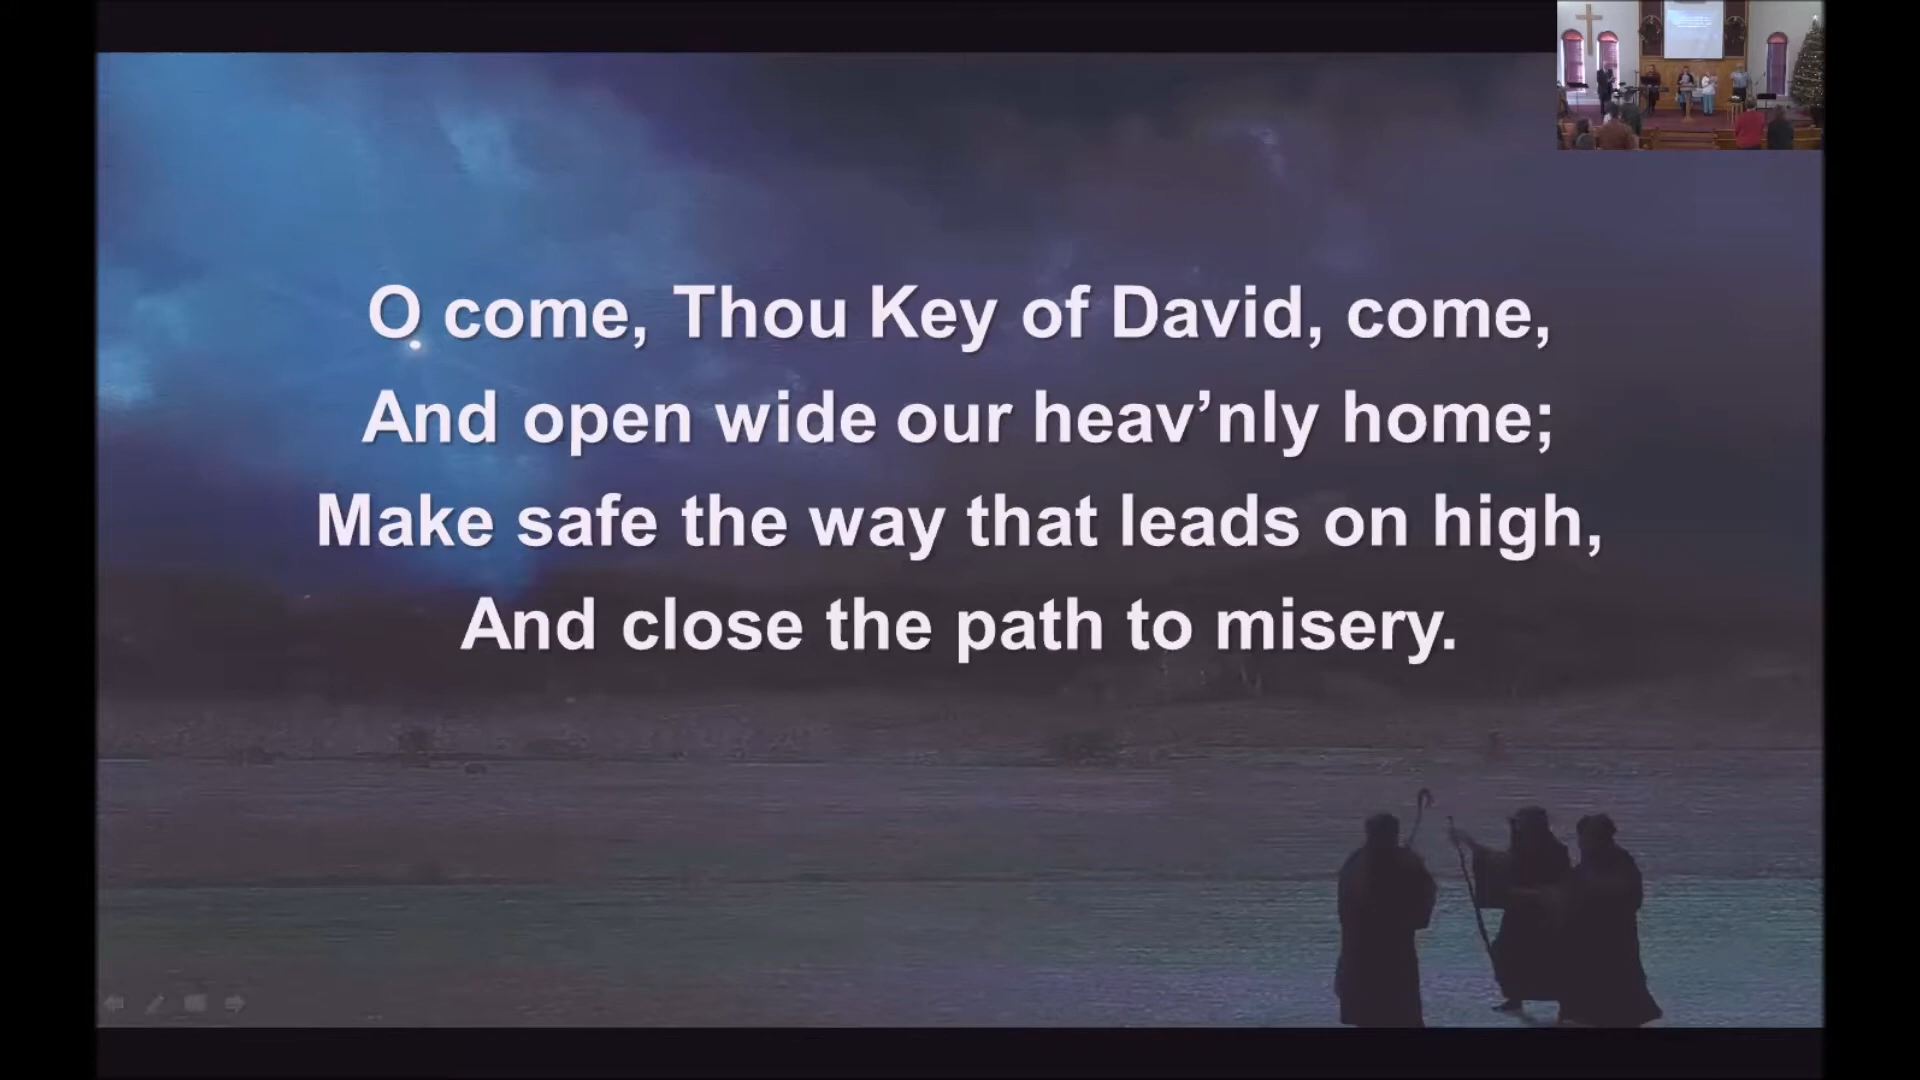 O come, Thou Key of David, come,
And open wide our heav’nly home;
Make safe the way that leads on high,
And close the path to misery.